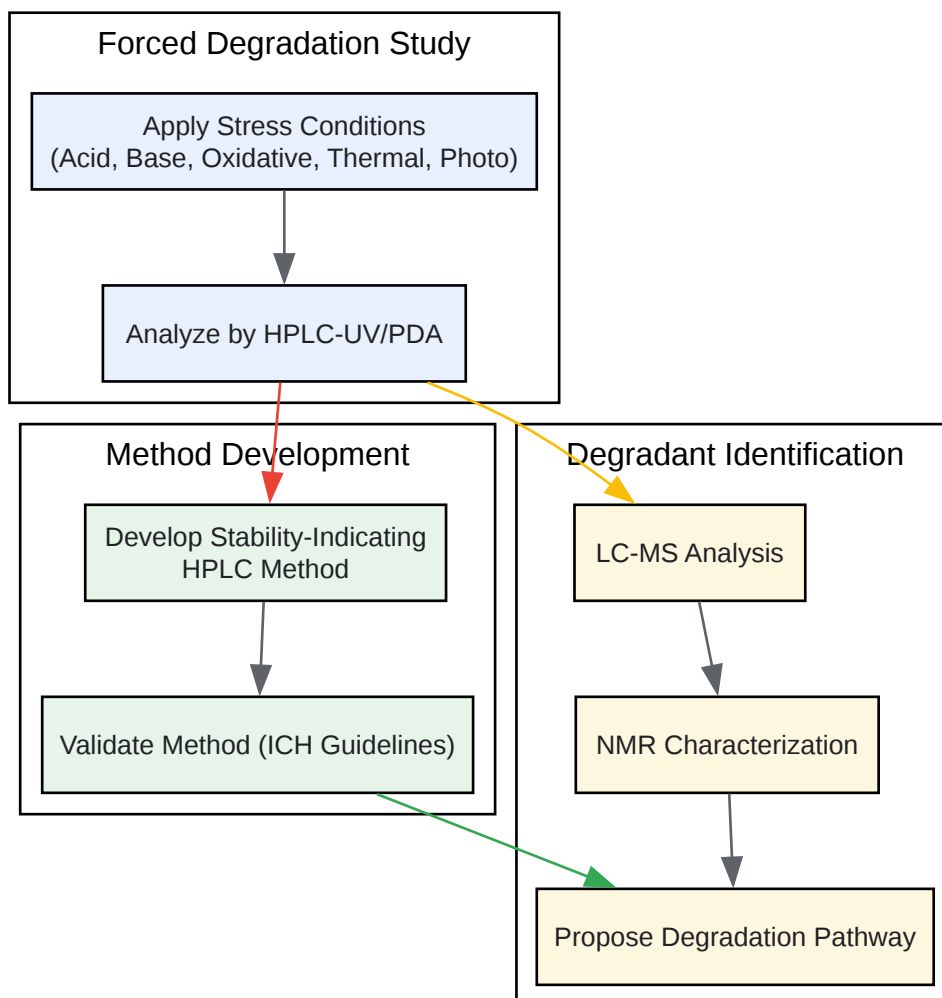 Forced Degradation Study
Apply Stress Conditions
(Acid, Base, Oxidative, Thermal, Photo)
Analyze by HPLC-UV/PDA
Method Development
Develop Stability-Indicating
HPLC Method
Validate Method (ICH Guidelines)
Degradant Identification
LC-MS Analysis
NMR Characterization
Propose Degradation Pathway